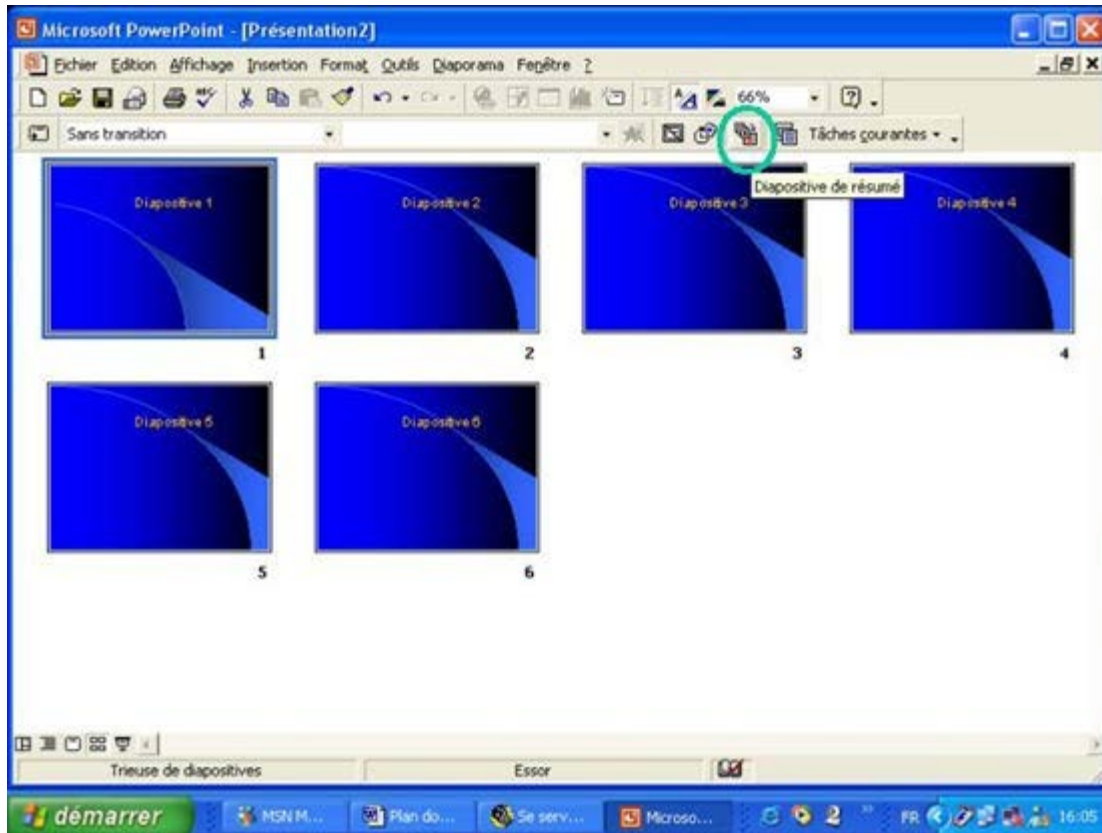 Microsoft PowerPoint - [Présentation2]
Fichier Edition Affichage Insertion Format Outils Diaporama Fenêtre ?
66%
Sans transition
Tâches courantes
Diapositive de résumé
Diapositive 1
Diapositive 2
Diapositive 3
Diapositive 4
1
2
3
4
Diapositive 5
Diapositive 6
5
6
Trieuse de diapositives
Essor
démarrer
MSN M...
Plan do...
Se serv...
Microso...
FR
16:05